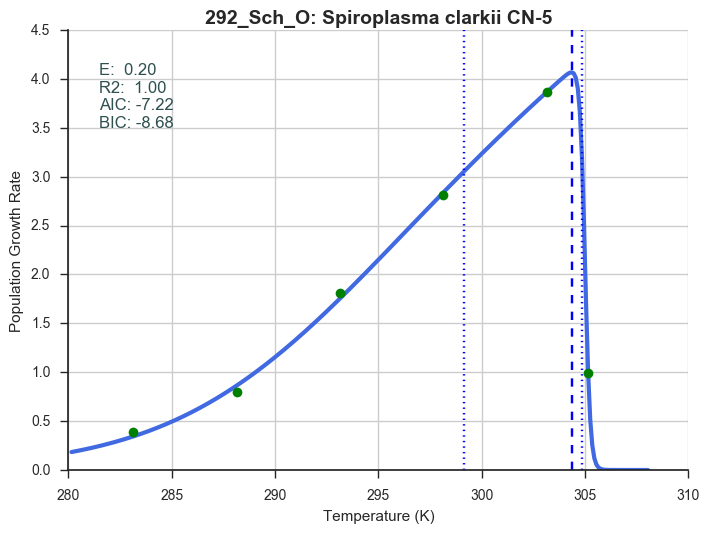 292_Sch_O: Spiroplasma clarkii CN-5
E:  0.20
R2:  1.00
AIC: -7.22
BIC: -8.68
Population Growth Rate
4.5
4.0
3.5
3.0
2.5
2.0
1.5
1.0
0.5
0.0
280 285 290 295 300 305 310
Temperature (K)